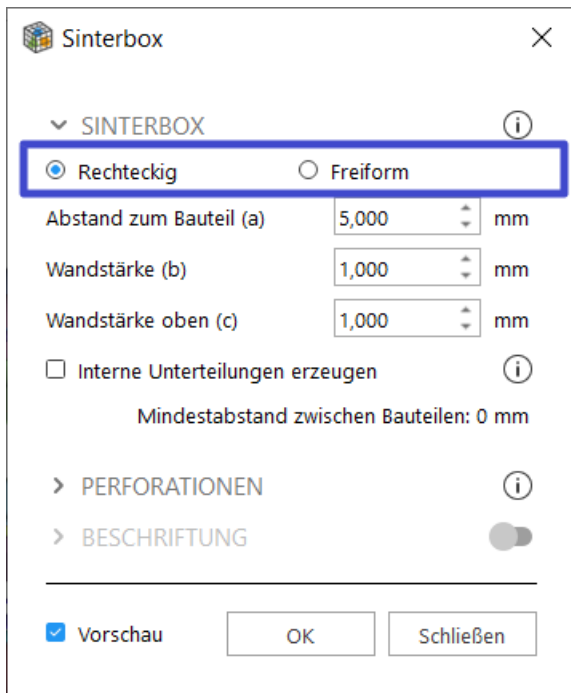 Sinterbox
SINTERBOX
Rechteckig Freiform
Abstand zum Bauteil (a) 5,000 mm
Wandstärke (b) 1,000 mm
Wandstärke oben (c) 1,000 mm
Interne Unterteilungen erzeugen
Mindestabstand zwischen Bauteilen: 0 mm
PERFORATIONEN
BESCHRIFTUNG
Vorschau OK Schließen